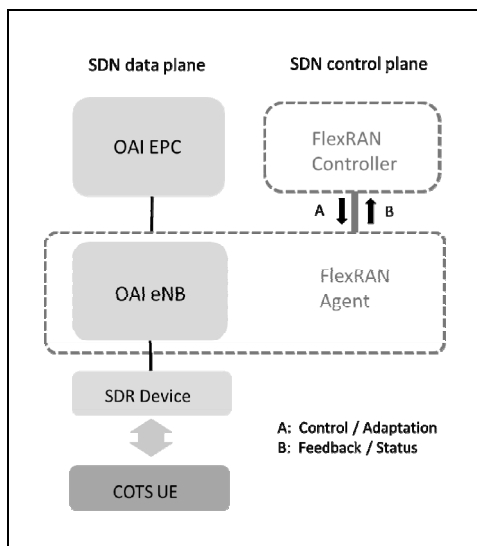 SDN data plane
SDN control plane
OAI EPC
FlexRAN
Controller
A
B
OAI eNB
FlexRAN
Agent
SDR Device
A: Control / Adaptation
B: Feedback / Status
COTS UE